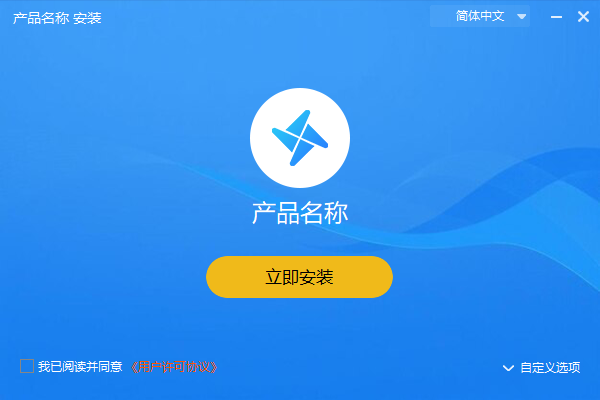 产品名称 安装
简体中文
产品名称
立即安装
我已阅读并同意 《用户许可协议》
自定义选项